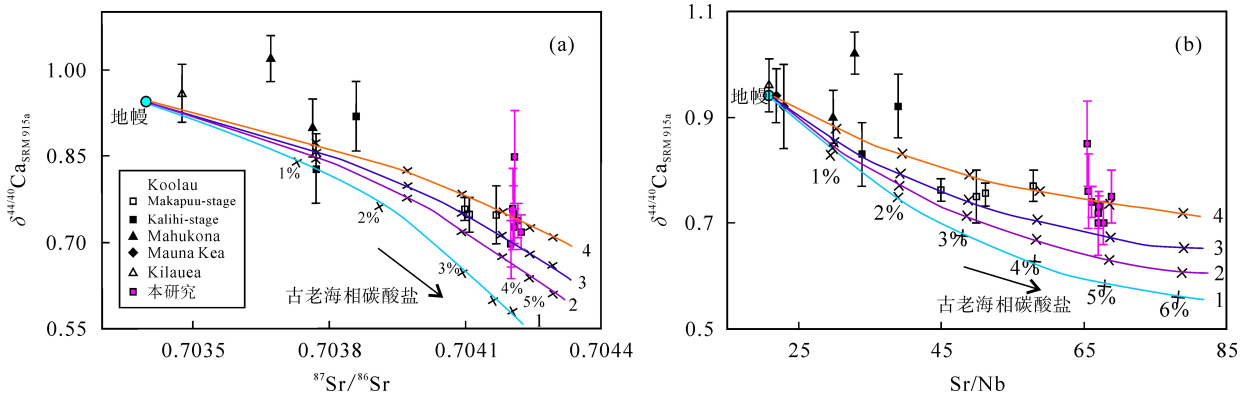 (a)
1.00
0.85
0.70
0.55
δ44/40CaSRM 915a
地幔
Koolau
Makapuu-stage
Kalihi-stage
Mahukona
Mauna Kea
Kilauea
本研究
1%
2%
3%
4%
5%
古老海相碳酸盐
4
3
2
1
0.7035
0.7038
0.7041
0.7044
87Sr/86Sr
(b)
1.1
0.9
0.7
0.5
δ44/40CaSRM 915a
地幔
1%
2%
3%
4%
5%
6%
古老海相碳酸盐
4
3
2
1
25
45
65
85
Sr/Nb